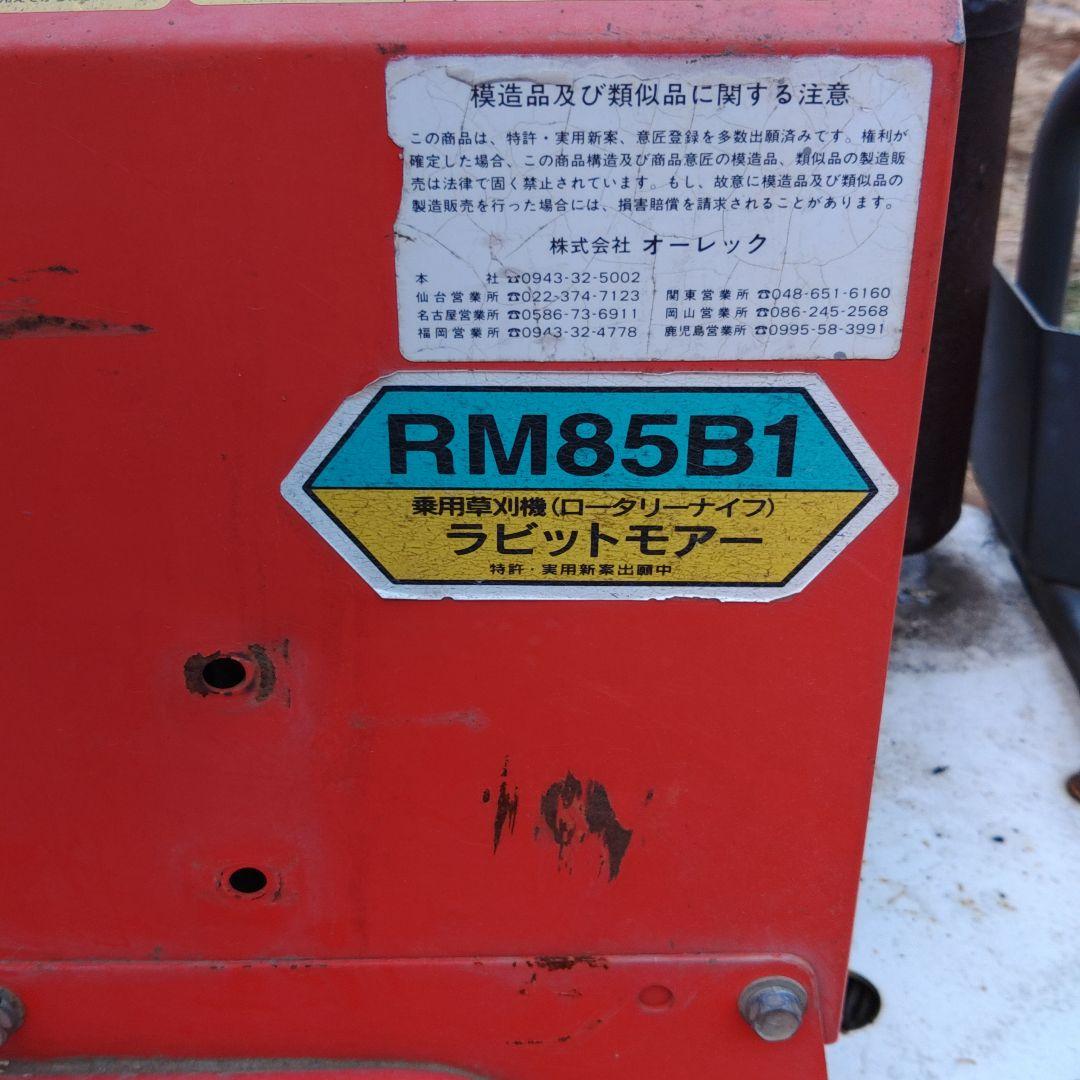 模造品及び類似品に関する注意
この商品は、特許・実用新案、意匠登録を多数出願済みです。権利が
確定した場合、この商品構造及び商品意匠の模造品、類似品の製造販
売は法律で固く禁止されています。もし、故意に模造品及び類似品の
製造販売を行った場合には、損害賠償を請求されることがあります。
株式会社 オーレック
本 社 ☎0943-32-5002
仙台営業所 ☎022-374-7123 関東営業所 ☎048-651-6160
名古屋営業所 ☎0586-73-6911 岡山営業所 ☎086-245-2568
福岡営業所 ☎0943-32-4778 鹿児島営業所 ☎0995-58-3991
RM85B1
乗用草刈機(ロータリーナイフ)
ラビットモアー
特許・実用新案出願中